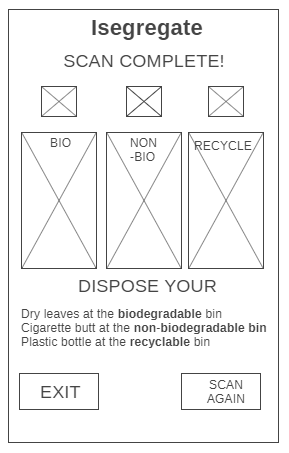 Isegregate
SCAN COMPLETE!
BIO
NON
-BIO
RECYCLE
DISPOSE YOUR
Dry leaves at the biodegradable bin
Cigarette butt at the non-biodegradable bin
Plastic bottle at the recyclable bin
EXIT
SCAN
AGAIN